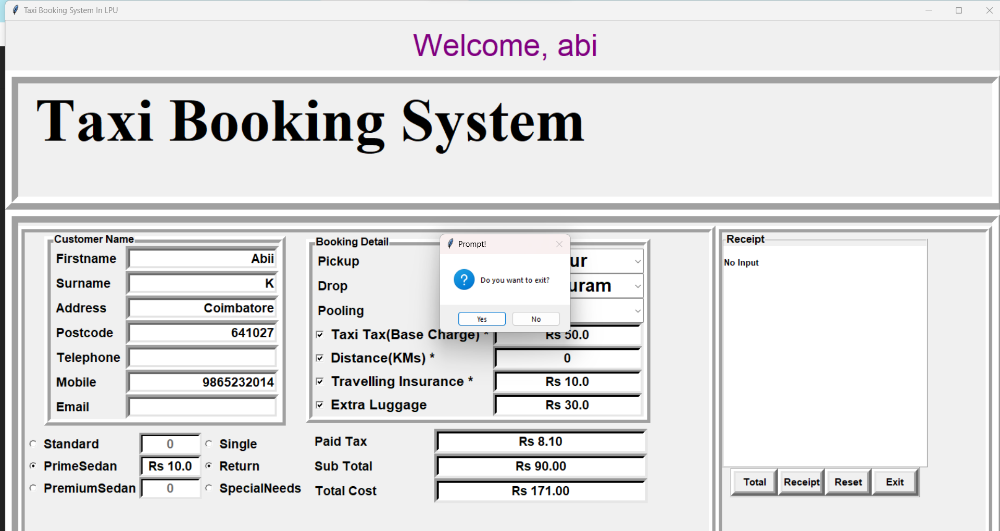 Taxi Booking System In LPU
Welcome, abi
Taxi Booking System
Customer Name
Firstname Abii
Surname K
Address Coimbatore
Postcode 641027
Telephone
Mobile 9865232014
Email
Booking Detail
Pickup
Drop
Pooling
Taxi Tax(Base Charge) * Rs 50.0
Distance(KMs) * 0
Travelling Insurance * Rs 10.0
Extra Luggage Rs 30.0
Prompt!
Do you want to exit?
Yes No
Standard 0 Single
PrimeSedan Rs 10.0 Return
PremiumSedan 0 SpecialNeeds
Paid Tax Rs 8.10
Sub Total Rs 90.00
Total Cost Rs 171.00
Receipt
No Input
Total Receipt Reset Exit